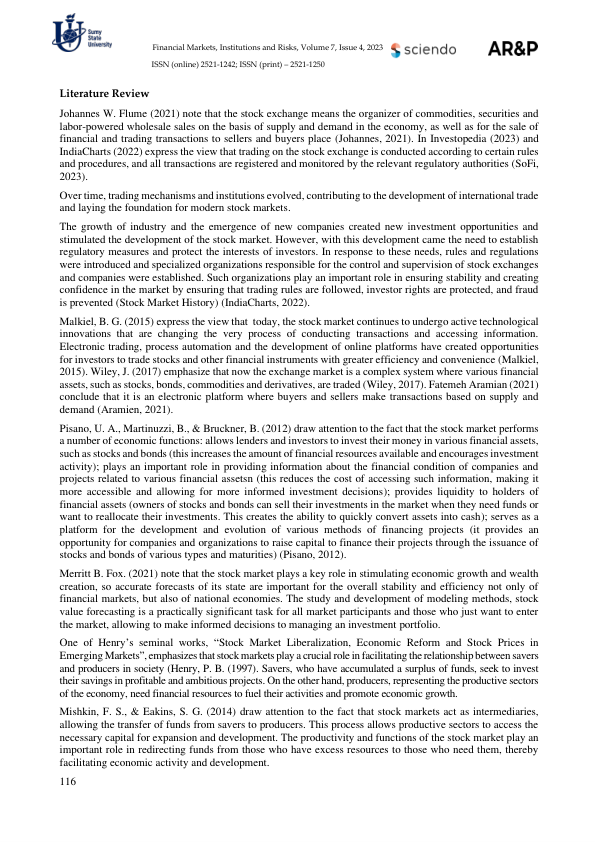 Sumy
State
University
Financial Markets, Institutions and Risks, Volume 7, Issue 4, 2023
sciendo
AR&P
ISSN (online) 2521-1242; ISSN (print) – 2521-1250
Literature Review
Johannes W. Flume (2021) note that the stock exchange means the organizer of commodities, securities and
labor-powered wholesale sales on the basis of supply and demand in the economy, as well as for the sale of
financial and trading transactions to sellers and buyers place (Johannes, 2021). In Investopedia (2023) and
IndiaCharts (2022) express the view that trading on the stock exchange is conducted according to certain rules
and procedures, and all transactions are registered and monitored by the relevant regulatory authorities (SoFi,
2023).
Over time, trading mechanisms and institutions evolved, contributing to the development of international trade
and laying the foundation for modern stock markets.
The growth of industry and the emergence of new companies created new investment opportunities and
stimulated the development of the stock market. However, with this development came the need to establish
regulatory measures and protect the interests of investors. In response to these needs, rules and regulations
were introduced and specialized organizations responsible for the control and supervision of stock exchanges
and companies were established. Such organizations play an important role in ensuring stability and creating
confidence in the market by ensuring that trading rules are followed, investor rights are protected, and fraud
is prevented (Stock Market History) (IndiaCharts, 2022).
Malkiel, B. G. (2015) express the view that today, the stock market continues to undergo active technological
innovations that are changing the very process of conducting transactions and accessing information.
Electronic trading, process automation and the development of online platforms have created opportunities
for investors to trade stocks and other financial instruments with greater efficiency and convenience (Malkiel,
2015). Wiley, J. (2017) emphasize that now the exchange market is a complex system where various financial
assets, such as stocks, bonds, commodities and derivatives, are traded (Wiley, 2017). Fatemeh Aramian (2021)
conclude that it is an electronic platform where buyers and sellers make transactions based on supply and
demand (Aramien, 2021).
Pisano, U. A., Martinuzzi, B., & Bruckner, B. (2012) draw attention to the fact that the stock market performs
a number of economic functions: allows lenders and investors to invest their money in various financial assets,
such as stocks and bonds (this increases the amount of financial resources available and encourages investment
activity); plays an important role in providing information about the financial condition of companies and
projects related to various financial assetsn (this reduces the cost of accessing such information, making it
more accessible and allowing for more informed investment decisions); provides liquidity to holders of
financial assets (owners of stocks and bonds can sell their investments in the market when they need funds or
want to reallocate their investments. This creates the ability to quickly convert assets into cash); serves as a
platform for the development and evolution of various methods of financing projects (it provides an
opportunity for companies and organizations to raise capital to finance their projects through the issuance of
stocks and bonds of various types and maturities) (Pisano, 2012).
Merritt B. Fox. (2021) note that the stock market plays a key role in stimulating economic growth and wealth
creation, so accurate forecasts of its state are important for the overall stability and efficiency not only of
financial markets, but also of national economies. The study and development of modeling methods, stock
value forecasting is a practically significant task for all market participants and those who just want to enter
the market, allowing to make informed decisions to managing an investment portfolio.
One of Henry’s seminal works, “Stock Market Liberalization, Economic Reform and Stock Prices in
Emerging Markets”, emphasizes that stock markets play a crucial role in facilitating the relationship between savers
and producers in society (Henry, P. B. (1997). Savers, who have accumulated a surplus of funds, seek to invest
their savings in profitable and ambitious projects. On the other hand, producers, representing the productive sectors
of the economy, need financial resources to fuel their activities and promote economic growth.
Mishkin, F. S., & Eakins, S. G. (2014) draw attention to the fact that stock markets act as intermediaries,
allowing the transfer of funds from savers to producers. This process allows productive sectors to access the
necessary capital for expansion and development. The productivity and functions of the stock market play an
important role in redirecting funds from those who have excess resources to those who need them, thereby
facilitating economic activity and development.
116